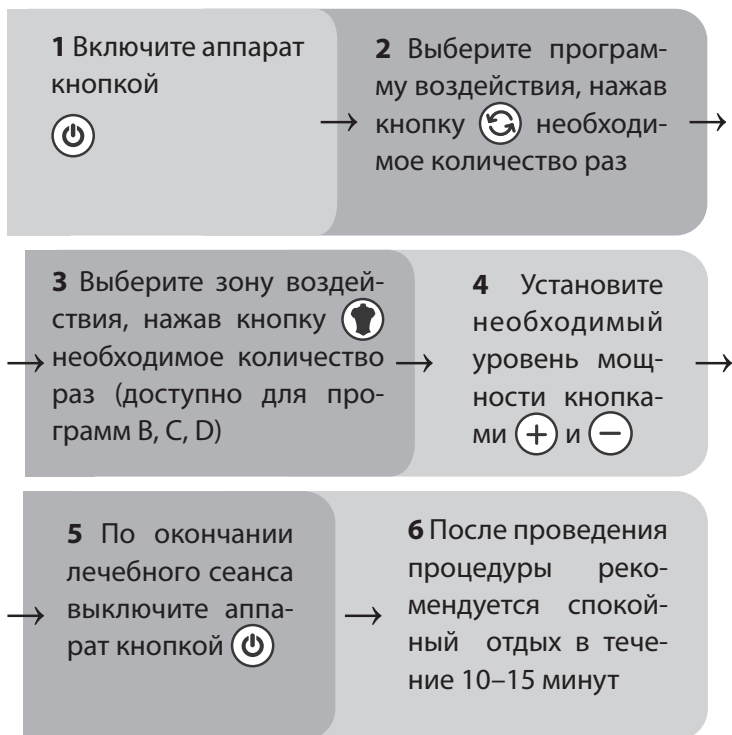 1 Включите аппарат
кнопкой
2 Выберите програм-
му воздействия, нажав
кнопку необходи-
мое количество раз
3 Выберите зону воздей-
ствия, нажав кнопку
необходимое количество
раз (доступно для про-
грамм B, C, D)
4 Установите
необходимый
уровень мощ-
ности кнопка-
ми + и −
5 По окончании
лечебного сеанса
выключите аппа-
рат кнопкой
6 После проведения
процедуры реко-
мендуется спокой-
ный отдых в тече-
ние 10–15 минут